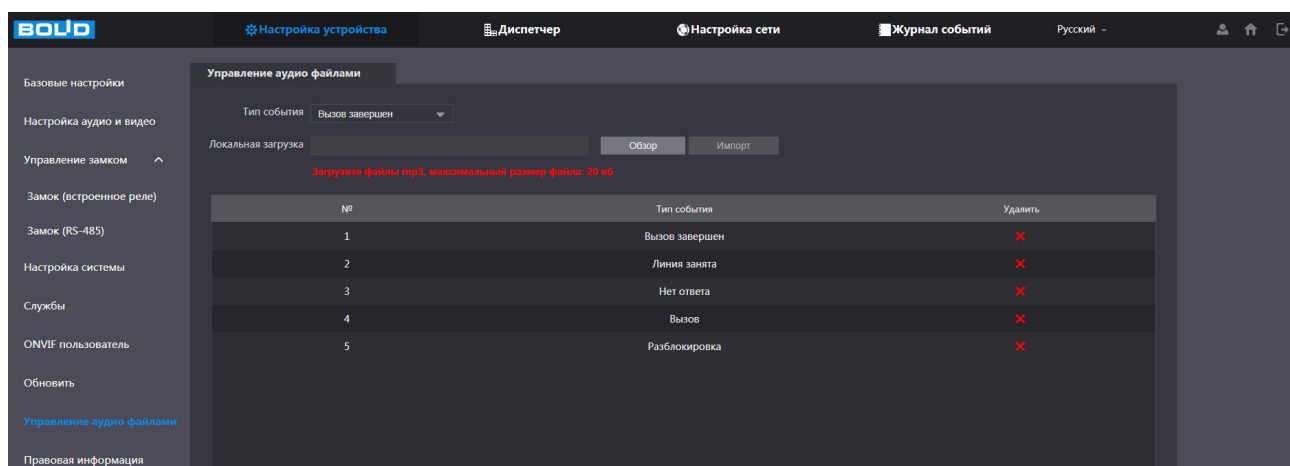 BOLID
Настройка устройства
Диспетчер
Настройка сети
Журнал событий
Русский
Базовые настройки
Настройка аудио и видео
Управление замком
Замок (встроенное реле)
Замок (RS-485)
Настройка системы
Службы
ONVIF пользователь
Обновить
Управление аудио файлами
Правовая информация
Управление аудио файлами
Тип события Вызов завершен
Локальная загрузка Обзор Импорт
Загрузите файлы mp3, максимальный размер файла: 20 кб
№ Тип события Удалить
1 Вызов завершен
2 Линия занята
3 Нет ответа
4 Вызов
5 Разблокировка